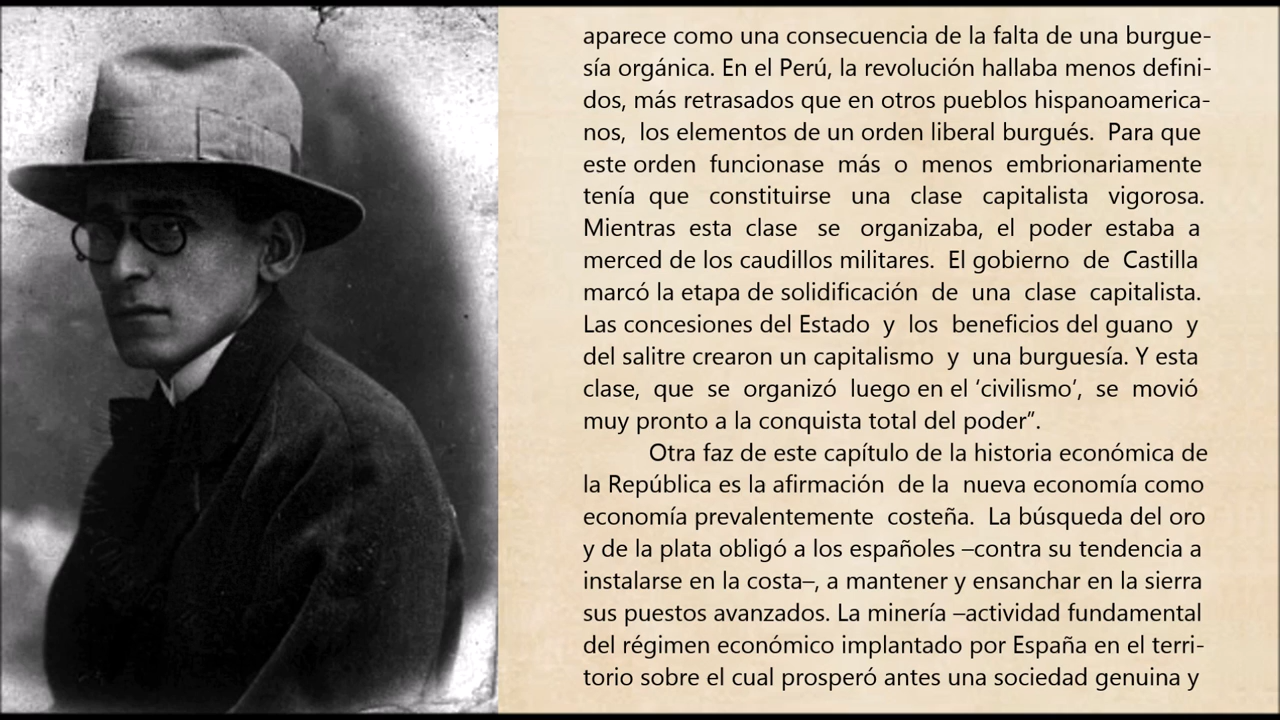 aparece como una consecuencia de la falta de una burgue-
sía orgánica. En el Perú, la revolución hallaba menos defini-
dos, más retrasados que en otros pueblos hispanoamerica-
nos, los elementos de un orden liberal burgués. Para que
este orden funcionase más o menos embrionariamente
tenía que constituirse una clase capitalista vigorosa.
Mientras esta clase se organizaba, el poder estaba a
merced de los caudillos militares. El gobierno de Castilla
marcó la etapa de solidificación de una clase capitalista.
Las concesiones del Estado y los beneficios del guano y
del salitre crearon un capitalismo y una burguesía. Y esta
clase, que se organizó luego en el ‘civilismo’, se movió
muy pronto a la conquista total del poder”.
Otra faz de este capítulo de la historia económica de
la República es la afirmación de la nueva economía como
economía prevalentemente costeña. La búsqueda del oro
y de la plata obligó a los españoles –contra su tendencia a
instalarse en la costa–, a mantener y ensanchar en la sierra
sus puestos avanzados. La minería –actividad fundamental
del régimen económico implantado por España en el terri-
torio sobre el cual prosperó antes una sociedad genuina y